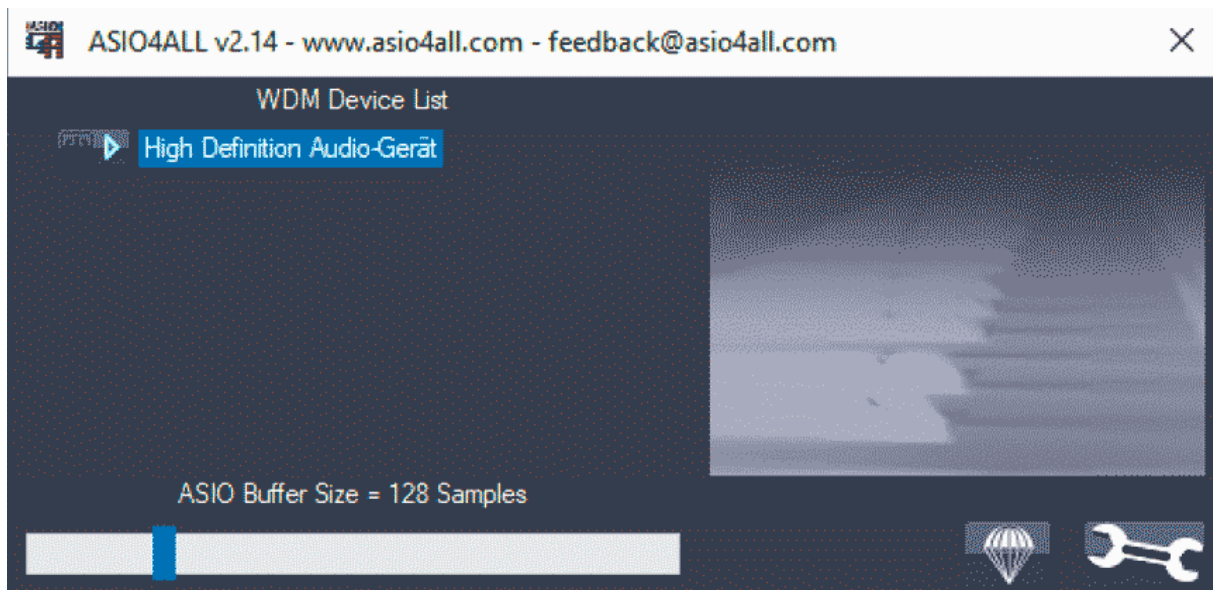 ASIO4ALL v2.14 - www.asio4all.com - feedback@asio4all.com
WDM Device List
High Definition Audio-Gerät
ASIO Buffer Size = 128 Samples